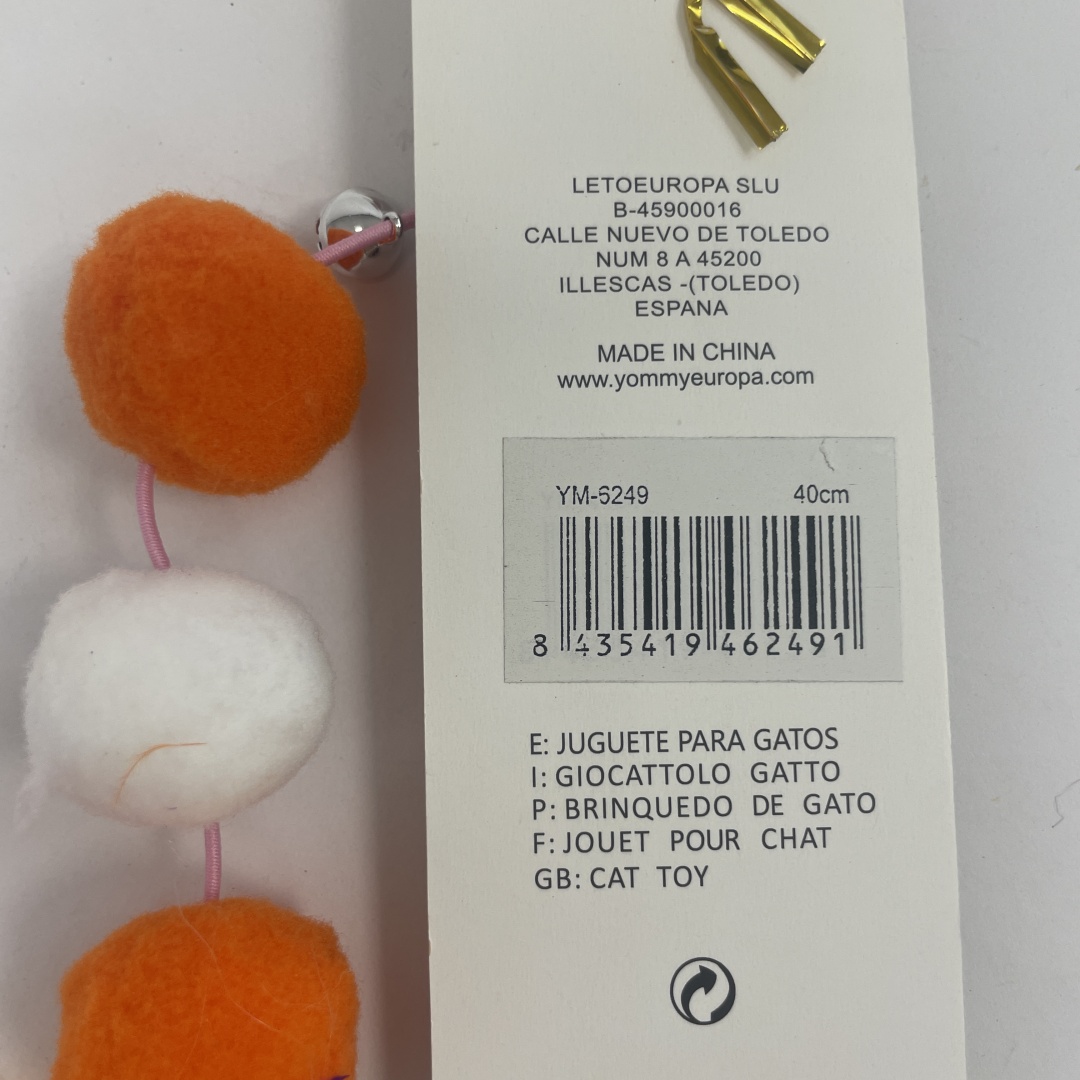 LETOEUROPA SLU
B-45900016
CALLE NUEVO DE TOLEDO
NUM 8 A 45200
ILLESCAS -(TOLEDO)
ESPANA
MADE IN CHINA
www.yommyeuropa.com
YM-6249 40cm
8 435419 462491
E: JUGUETE PARA GATOS
I: GIOCATTOLO GATTO
P: BRINQUEDO DE GATO
F: JOUET POUR CHAT
GB: CAT TOY